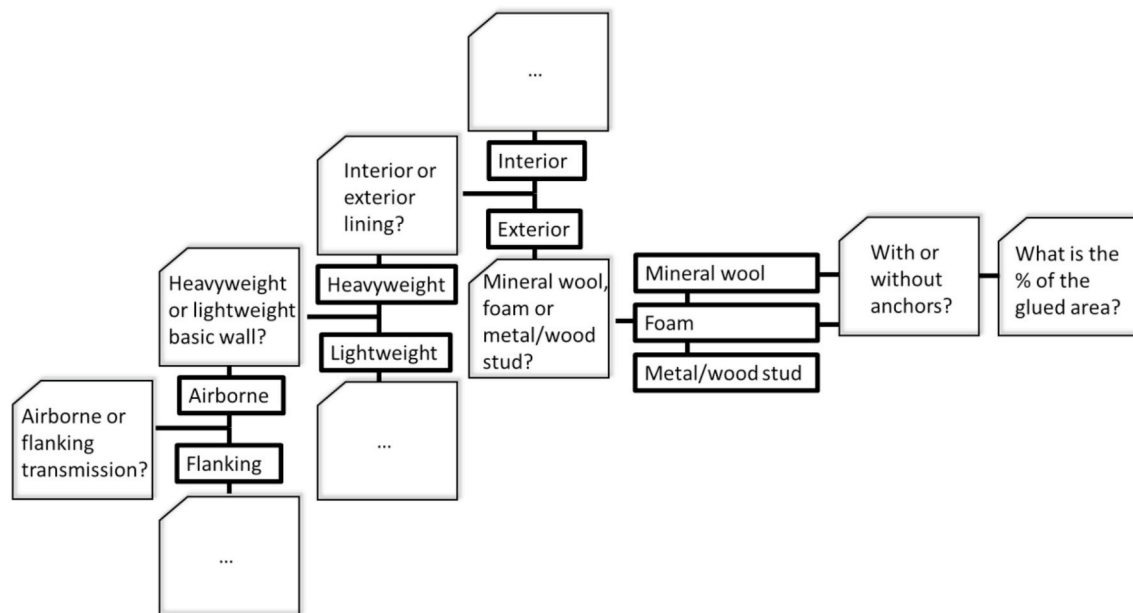 Airborne or
flanking
transmission?
Airborne
Flanking
...
Heavyweight
or lightweight
basic wall?
Heavyweight
Lightweight
...
Interior or
exterior
lining?
Interior
...
Exterior
Mineral wool,
foam or
metal/wood
stud?
Mineral wool
Foam
Metal/wood stud
With or
without
anchors?
What is the
% of the
glued area?